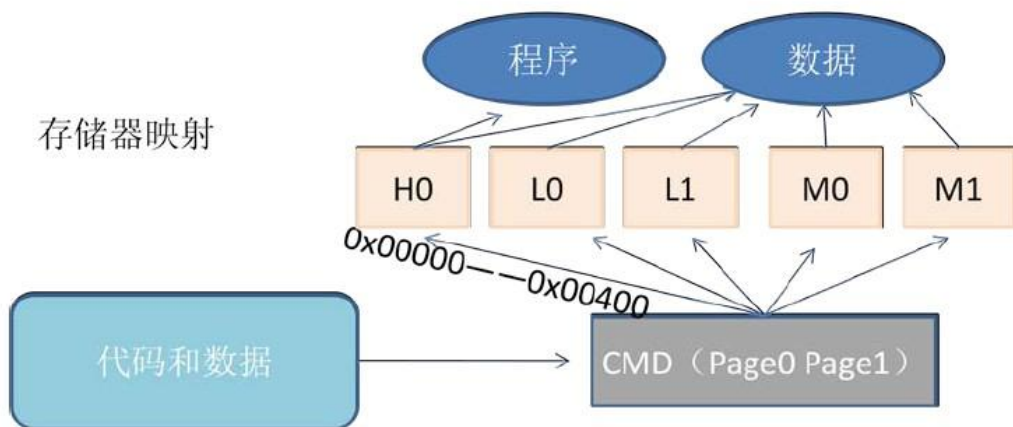 程序
数据
存储器映射
H0
L0
L1
M0
M1
0x00000——0x00400
代码和数据
CMD（Page0 Page1）